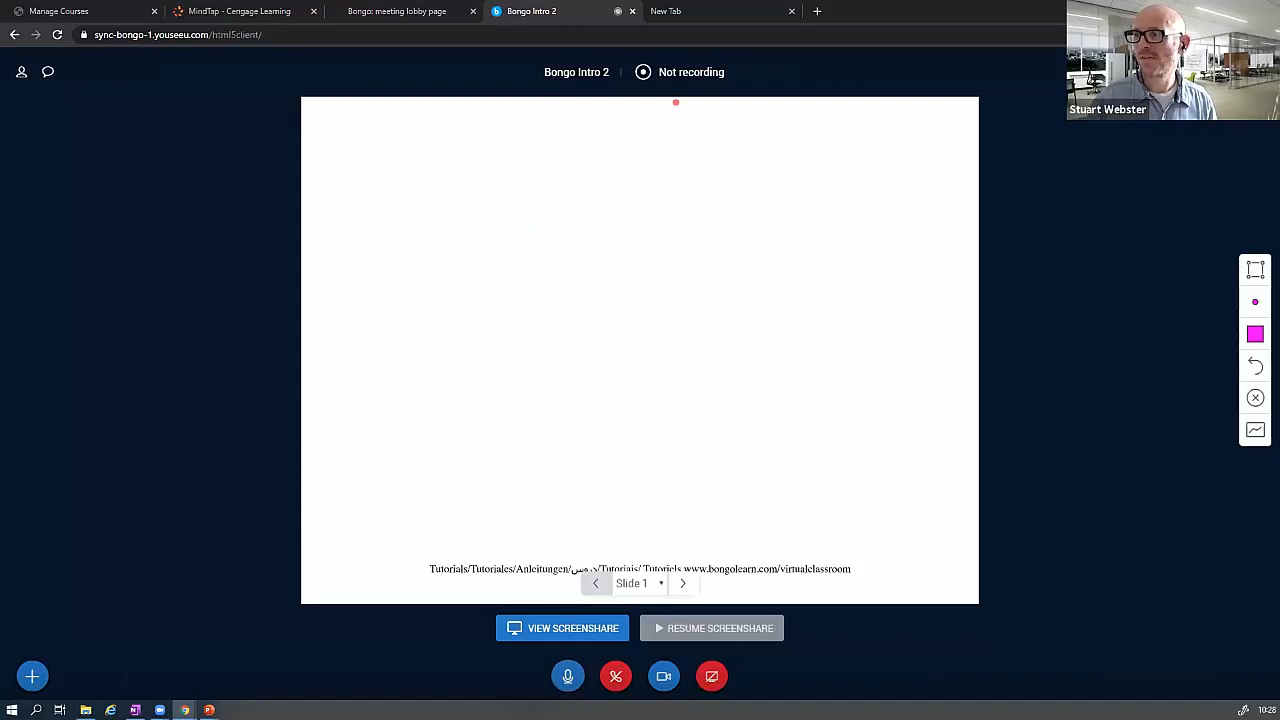 Manage Courses
MindTap - Cengage Learning
Bongo: meeting lobby page
Bongo Intro 2
New Tab
sync-bongo-1.youseeu.com/html5client/
Bongo Intro 2
Not recording
Stuart Webster
Tutorials/Tutoriales/Anleitungen/دروس/Tutoriais/ Tutoriels www.bongolearn.com/virtualclassroom
Slide 1
VIEW SCREENSHARE
RESUME SCREENSHARE
10:28